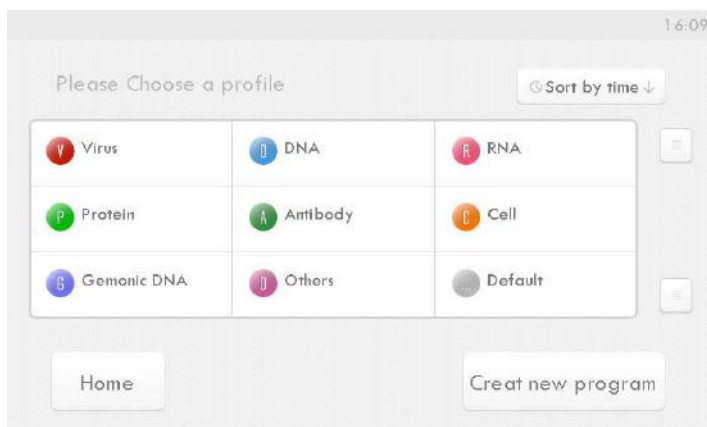 16:09
Please Choose a profile
Sort by time ↓
V Virus
D DNA
R RNA
P Protein
A Antibody
C Cell
G Gemonic DNA
D Others
... Default
Home
Creat new program